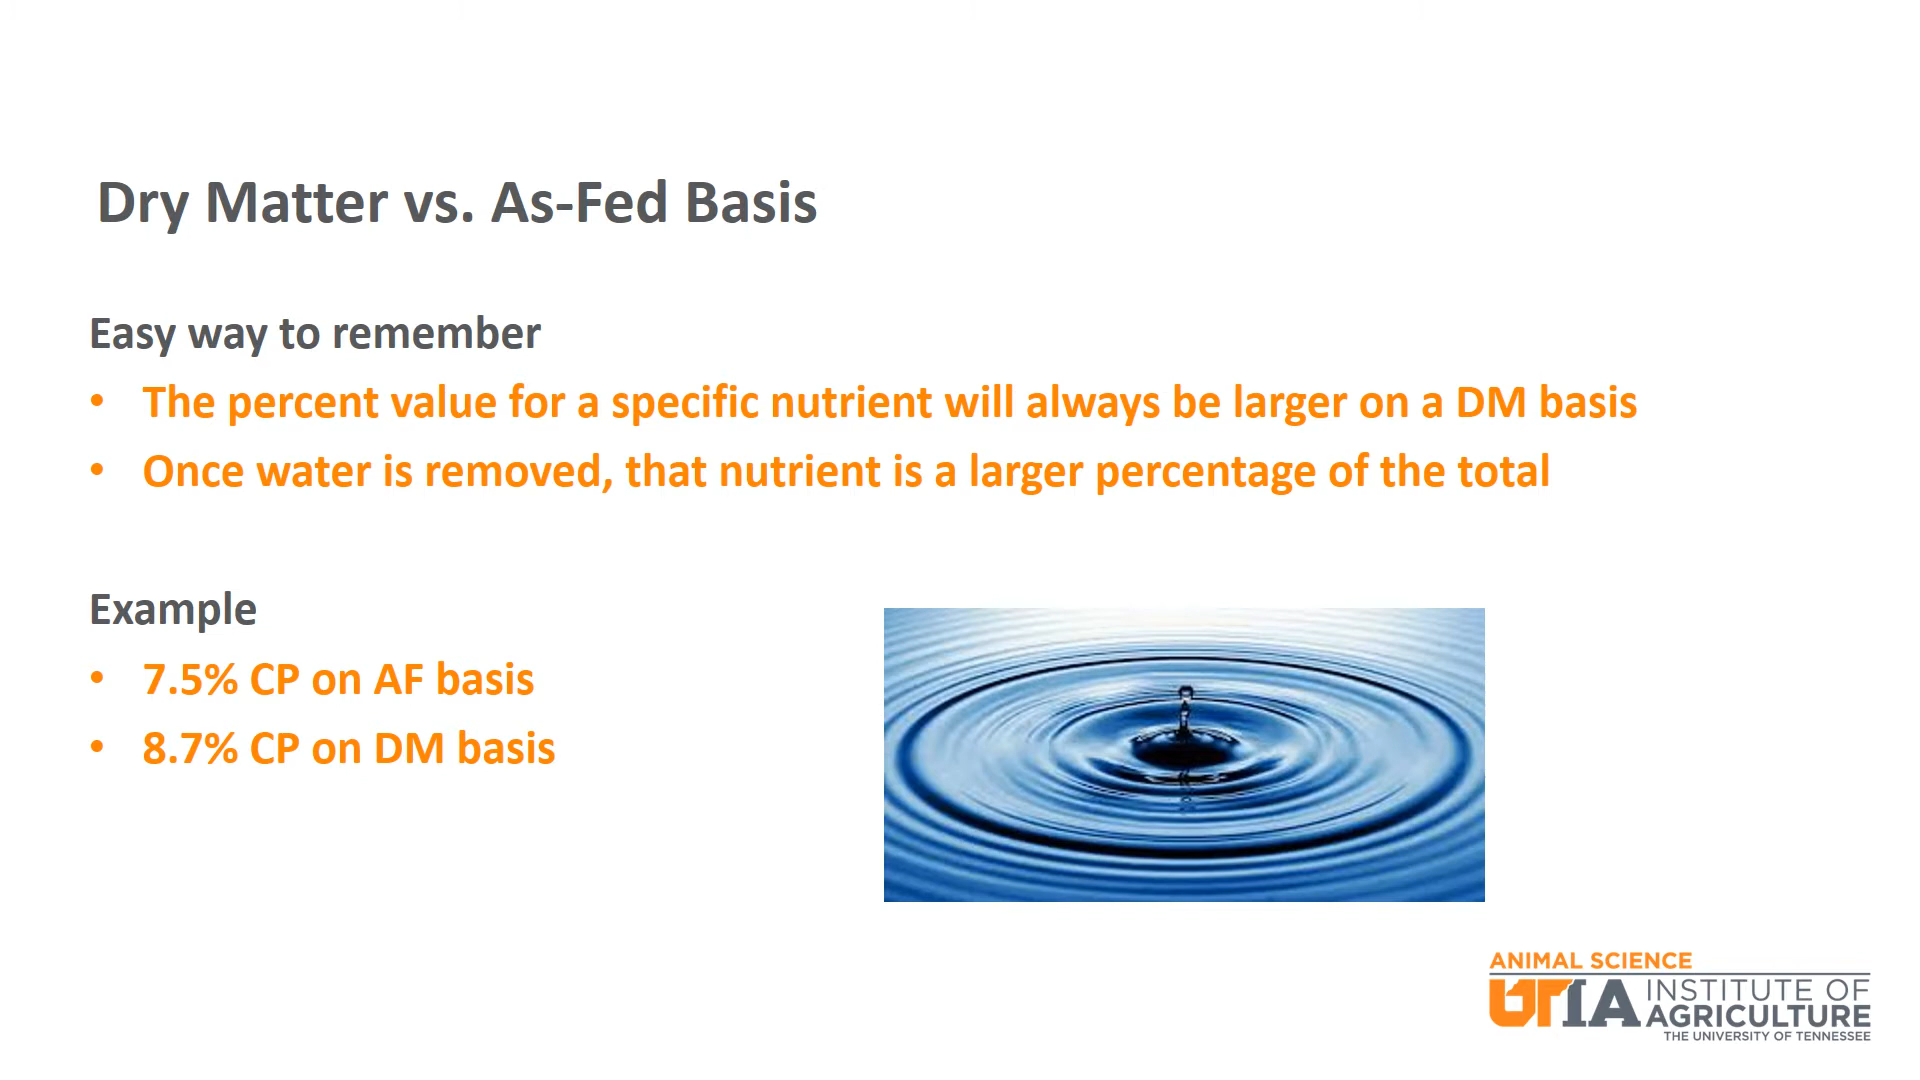 Dry Matter vs. As-Fed Basis
Easy way to remember
• The percent value for a specific nutrient will always be larger on a DM basis
• Once water is removed, that nutrient is a larger percentage of the total
Example
• 7.5% CP on AF basis
• 8.7% CP on DM basis
ANIMAL SCIENCE
UTIA INSTITUTE OF
AGRICULTURE
THE UNIVERSITY OF TENNESSEE